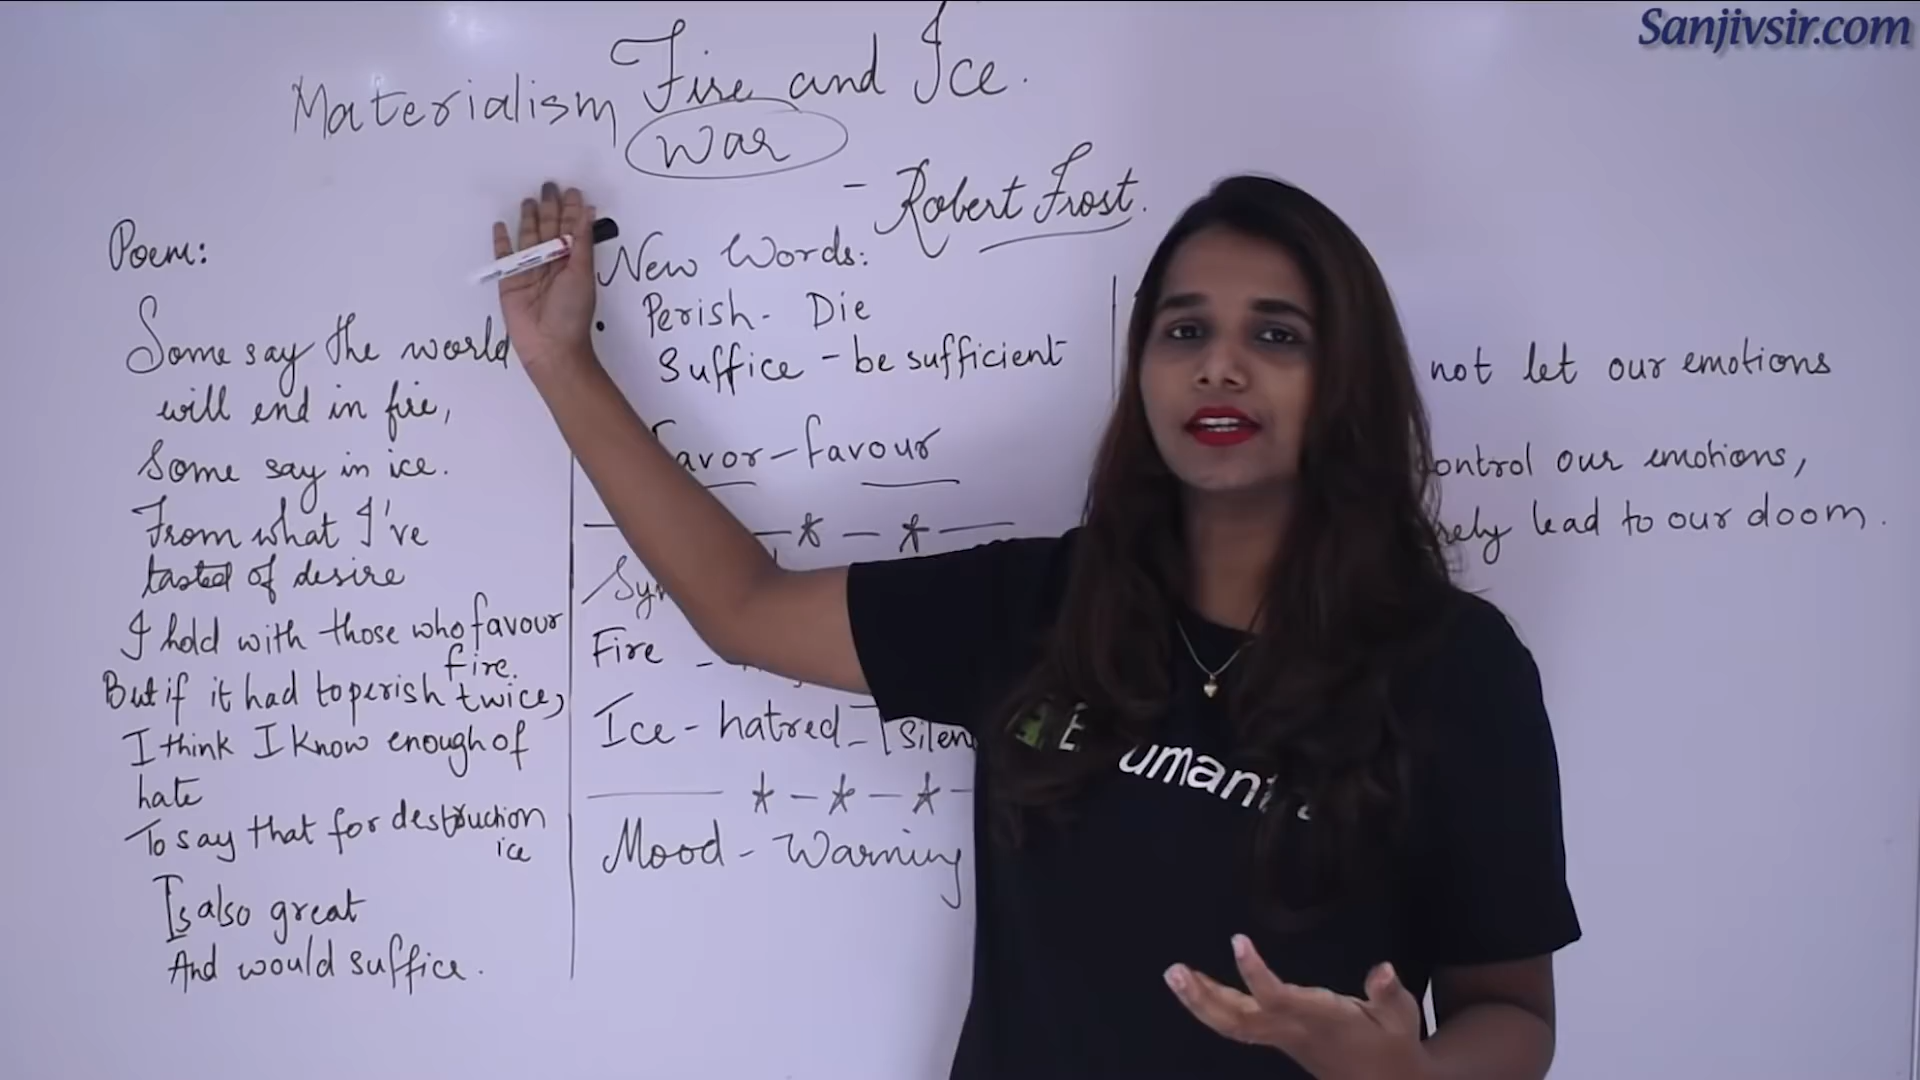 Sanjivsir.com
Fire and Ice.
Materialism
War
- Robert Frost.
Poem:
Some say the world
will end in fire,
Some say in ice.
From what I've
tasted of desire
I hold with those who favour
fire.
But if it had to perish twice,
I think I know enough of
hate
To say that for destruction
ice
Is also great
And would suffice.
New Words:
• Perish - Die
Suffice - be sufficient
avor - favour
Fire -
Ice - hatred -
Mood - Warning
not let our emotions
our emotions,
lead to our doom.